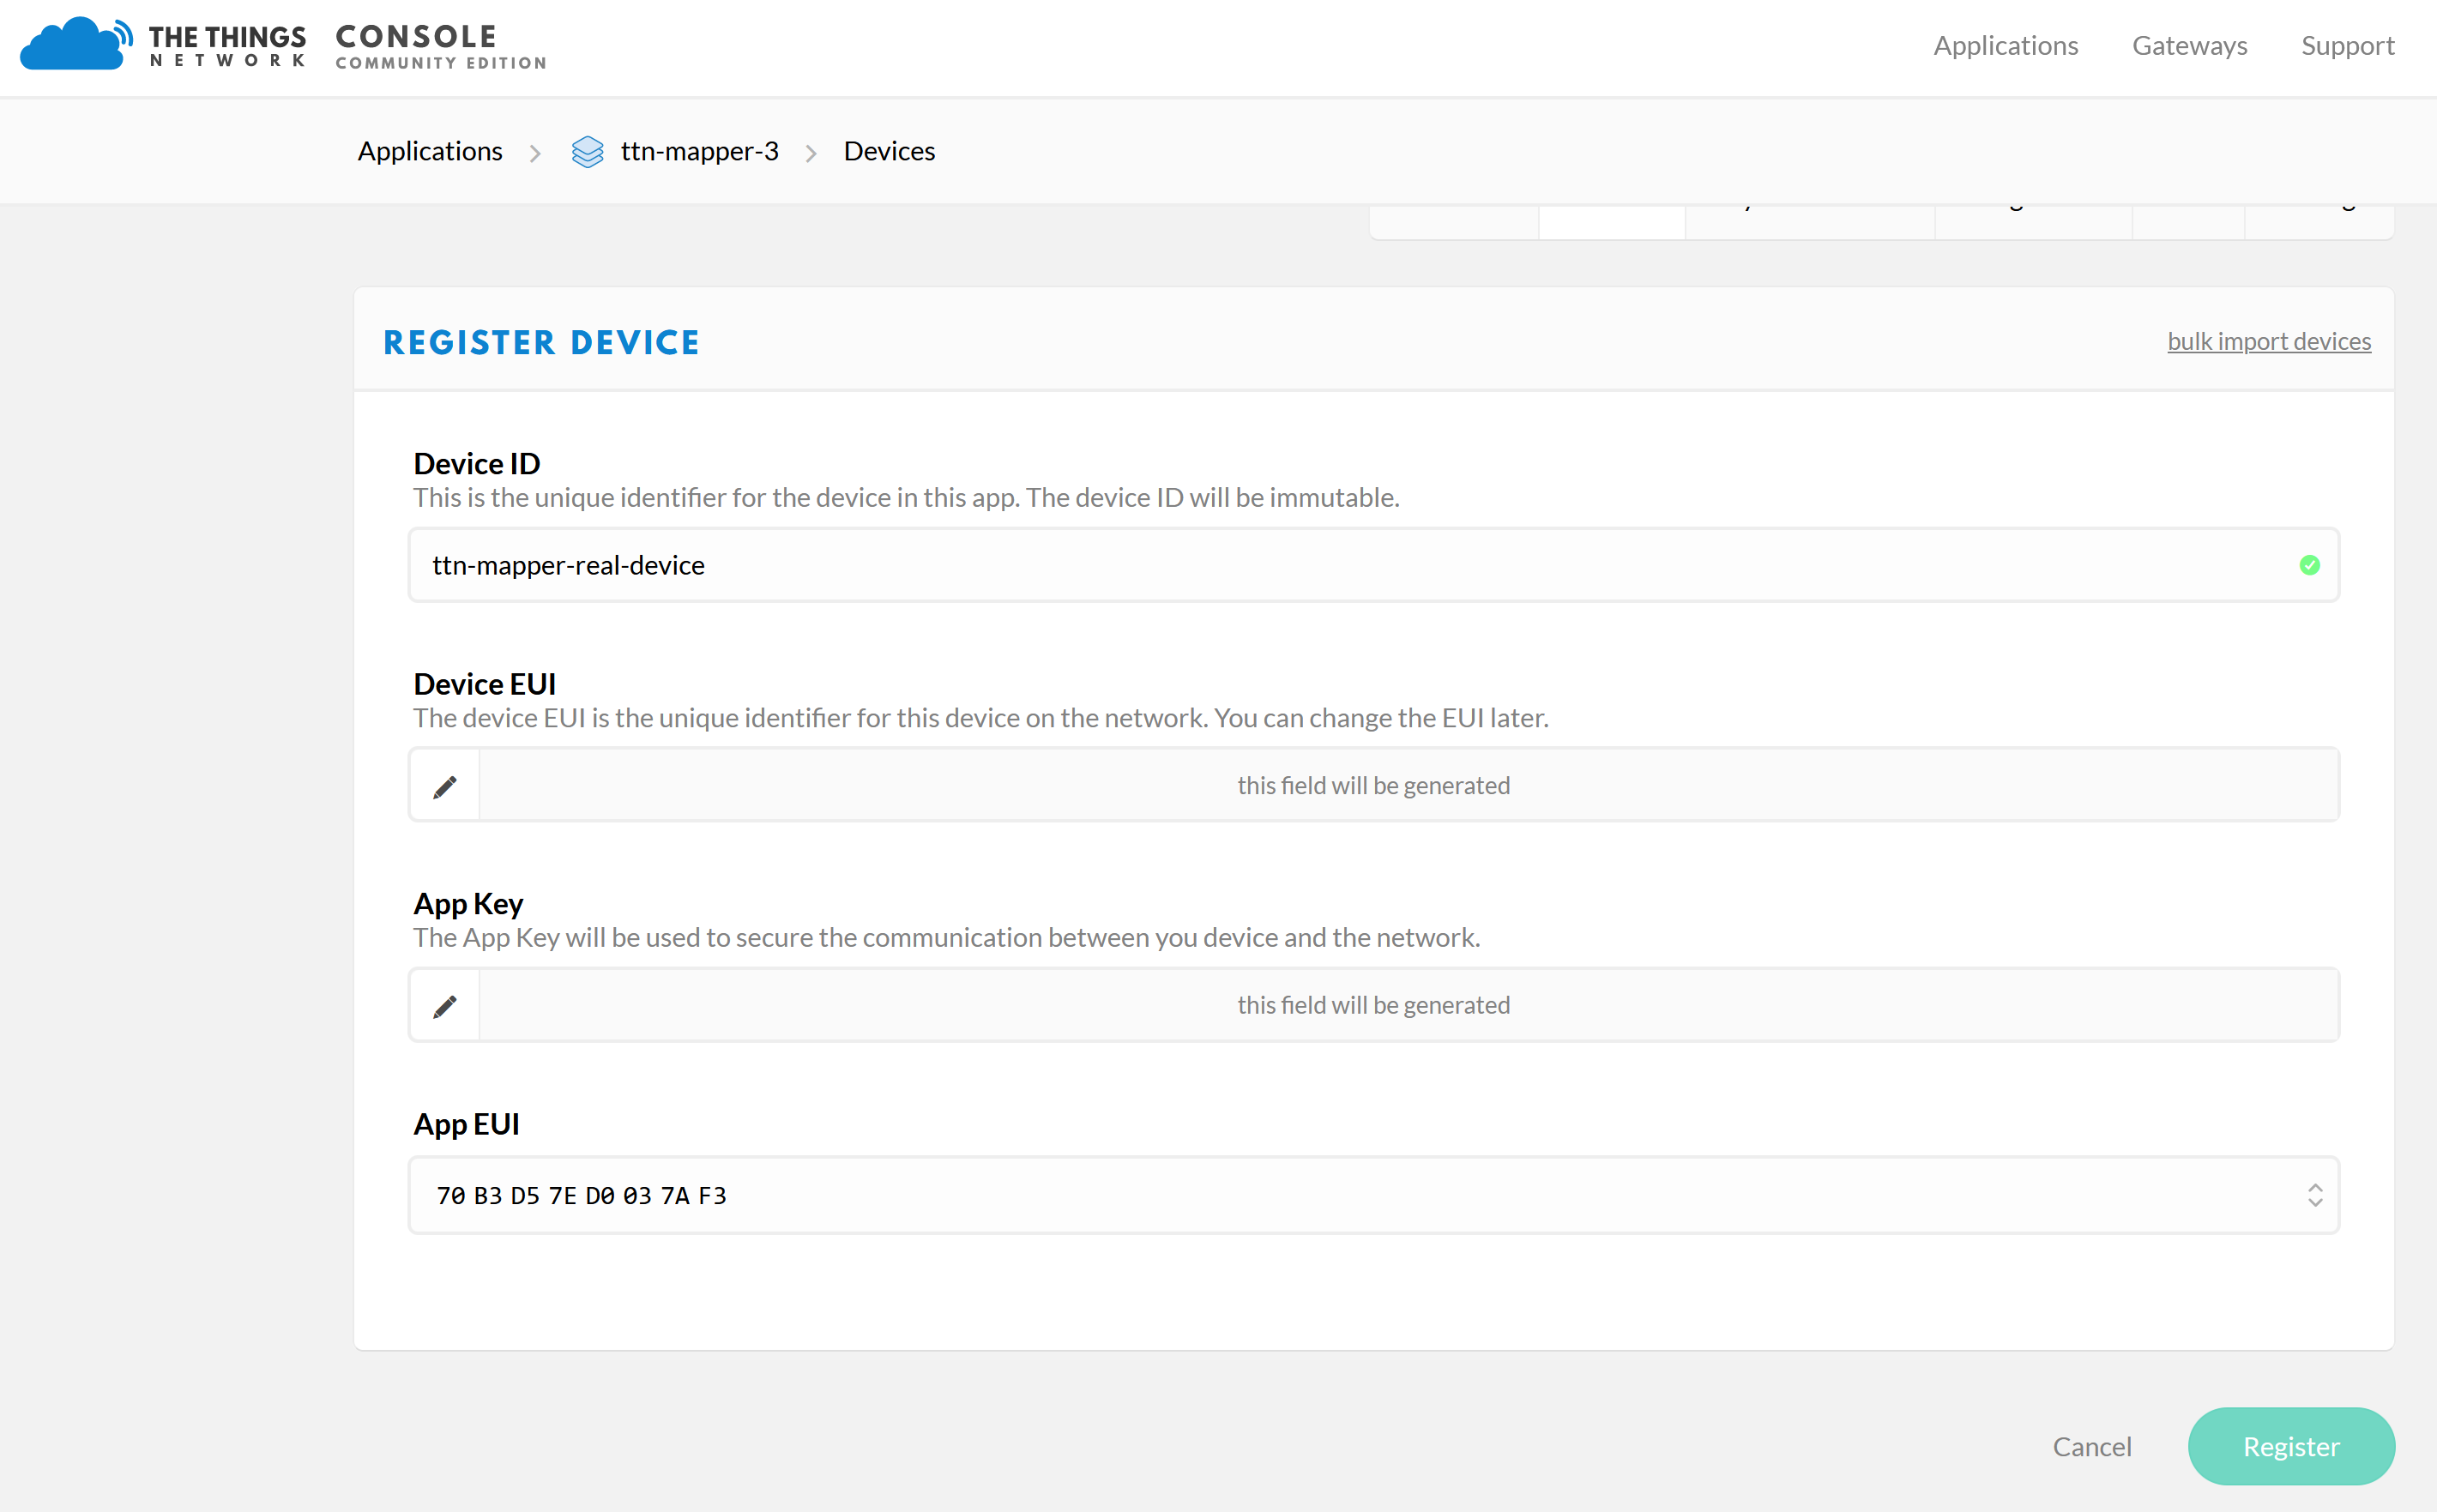 THE THINGS
NETWORK
CONSOLE
COMMUNITY EDITION
Applications
Gateways
Support
Applications
ttn-mapper-3
Devices
REGISTER DEVICE
bulk import devices
Device ID
This is the unique identifier for the device in this app. The device ID will be immutable.
ttn-mapper-real-device
Device EUI
The device EUI is the unique identifier for this device on the network. You can change the EUI later.
this field will be generated
App Key
The App Key will be used to secure the communication between you device and the network.
this field will be generated
App EUI
70 B3 D5 7E D0 03 7A F3
Cancel
Register